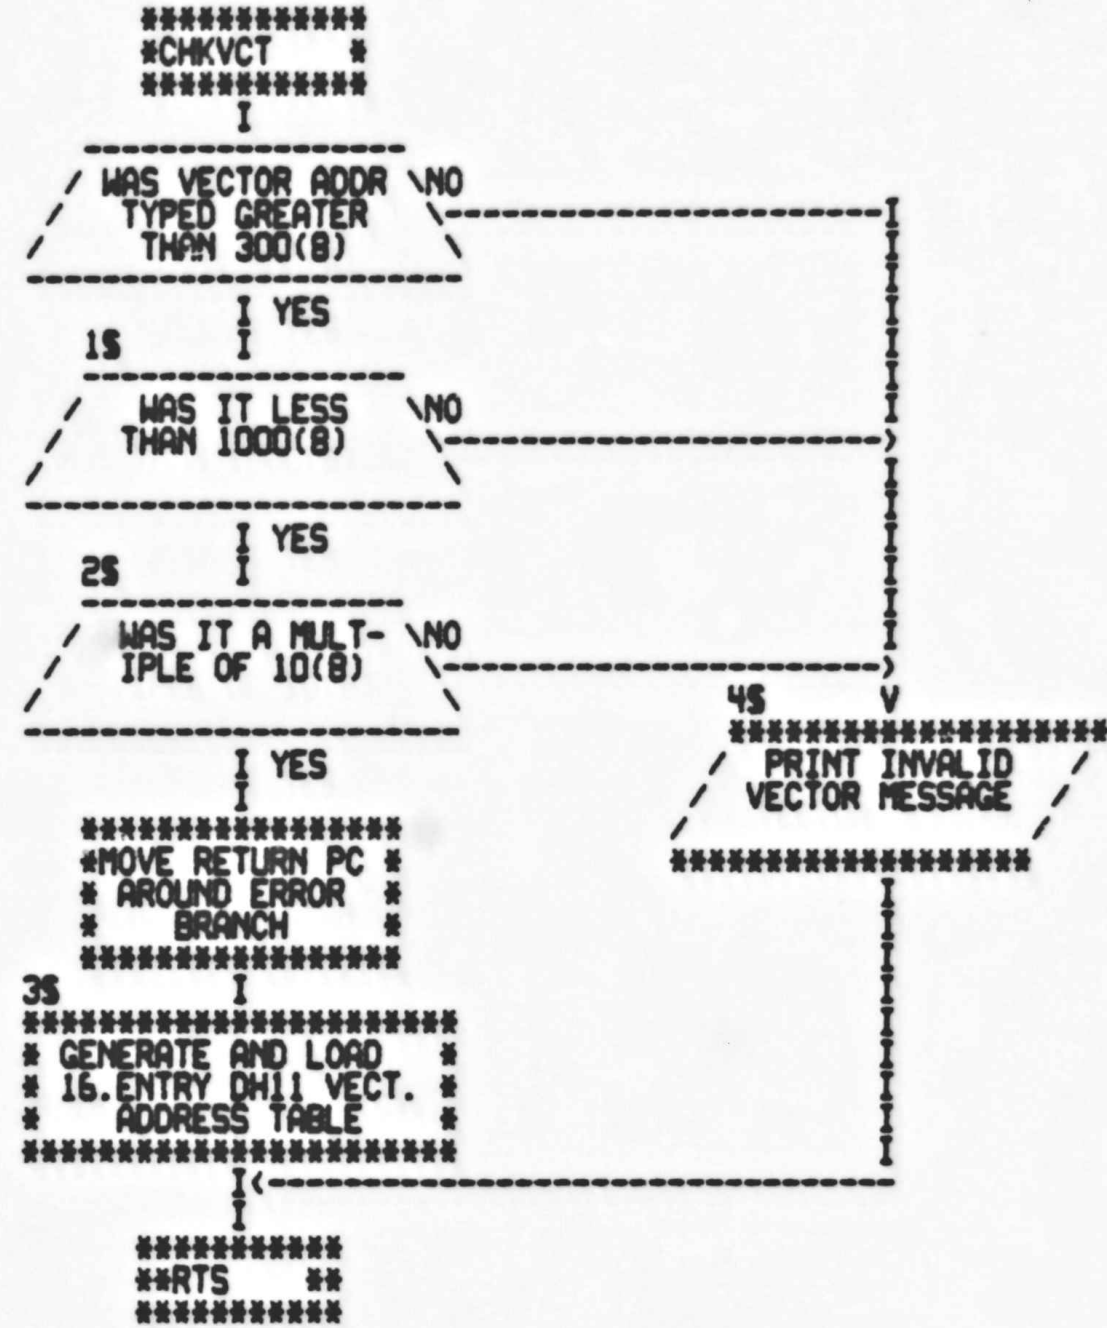 ************
*CHKVCT    *
************
I
-----------------
/ WAS VECTOR ADDR \NO
/ TYPED GREATER \-----------------------I
/ THAN 300(8) \
-----------------------
I YES
1$ I
-----------------
/ WAS IT LESS \NO
/ THAN 1000(8) \----------------------->
/ \
-----------------------
I YES
2$ I
-----------------
/ WAS IT A MULT- \NO
/ IPLE OF 10(8) \----------------------->
/ \
-----------------------
I YES
I
4$ V
********************
/ PRINT INVALID /
/ VECTOR MESSAGE /
/ /
*******************
*****************
*MOVE RETURN PC *
* AROUND ERROR  *
*    BRANCH     *
*****************
3$ I
***********************
* GENERATE AND LOAD   *
* 16.ENTRY DH11 VECT. *
*    ADDRESS TABLE    *
***********************
I<---------------------------------
I
***********
**RTS    **
***********